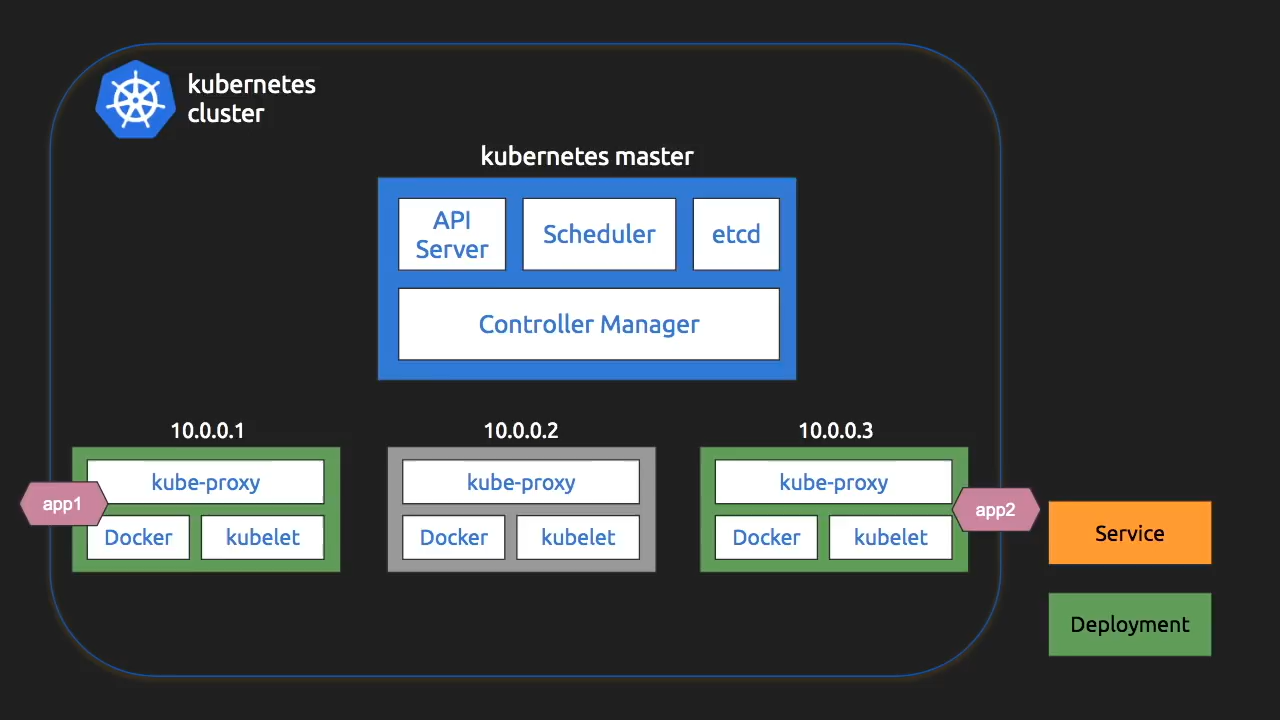 kubernetes
cluster
kubernetes master
API
Server
Scheduler
etcd
Controller Manager
10.0.0.1
10.0.0.2
10.0.0.3
kube-proxy
kube-proxy
kube-proxy
app1
app2
Docker
kubelet
Docker
kubelet
Docker
kubelet
Service
Deployment